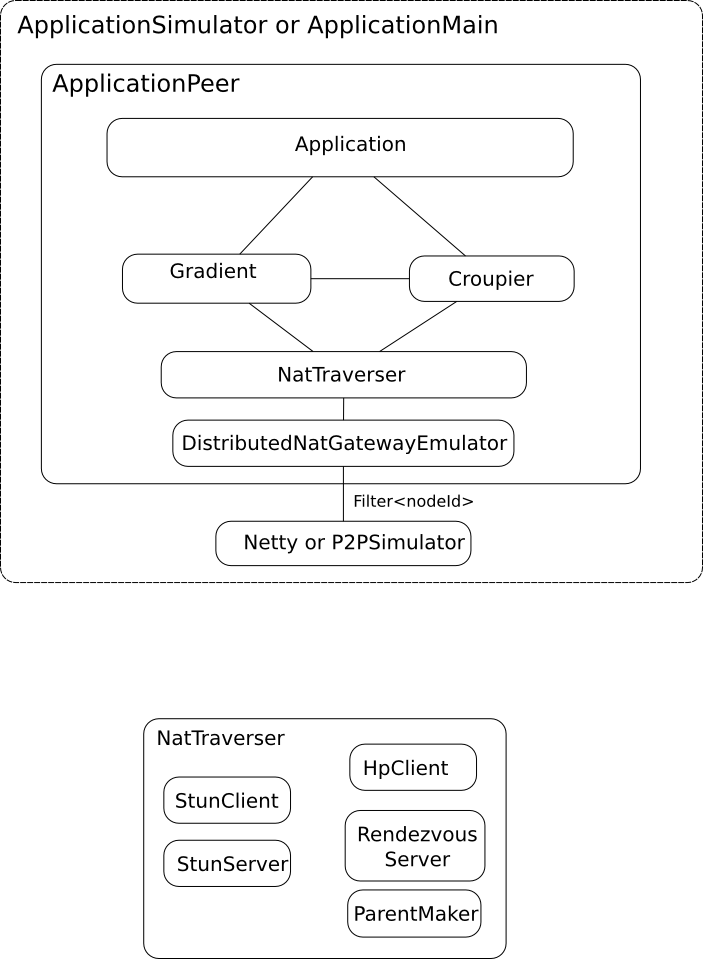 ApplicationSimulator or ApplicationMain
ApplicationPeer
Application
Gradient
Croupier
NatTraverser
DistributedNatGatewayEmulator
Filter<nodeId>
Netty or P2PSimulator
NatTraverser
HpClient
StunClient
Rendezvous
Server
StunServer
ParentMaker